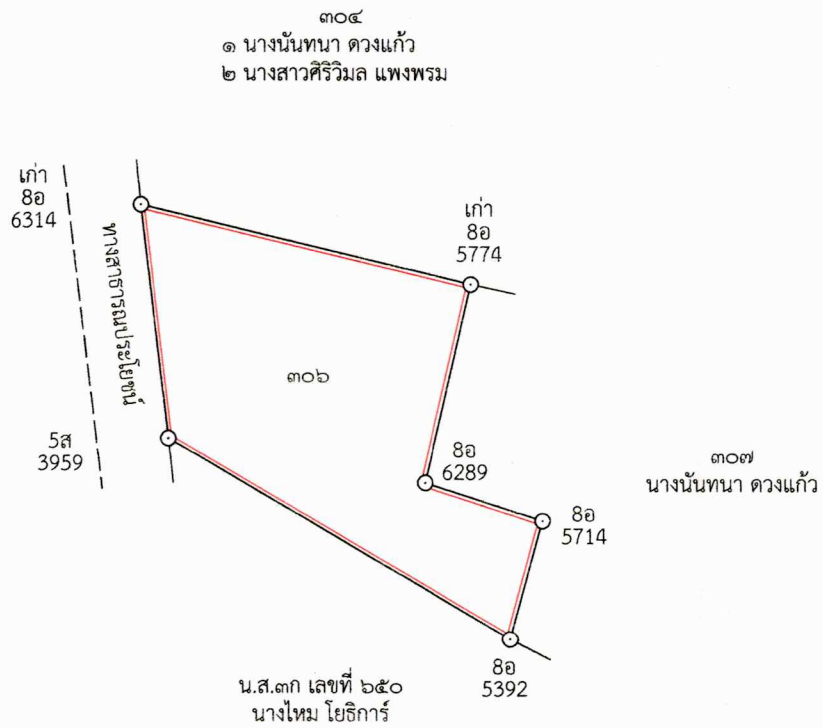 ๓๐๔
๑ นางนันทนา ดวงแก้ว
๒ นางสาวศิริวิมล แพงพรม
เก่า
8อ
6314
เก่า
8อ
5774
ทางสาธารณประโยชน์
๓๐๖
5ส
3959
8อ
6289
๓๐๗
นางนันทนา ดวงแก้ว
8อ
5714
8อ
5392
น.ส.๓ก เลขที่ ๖๕๐
นางไหม โยธิการ์